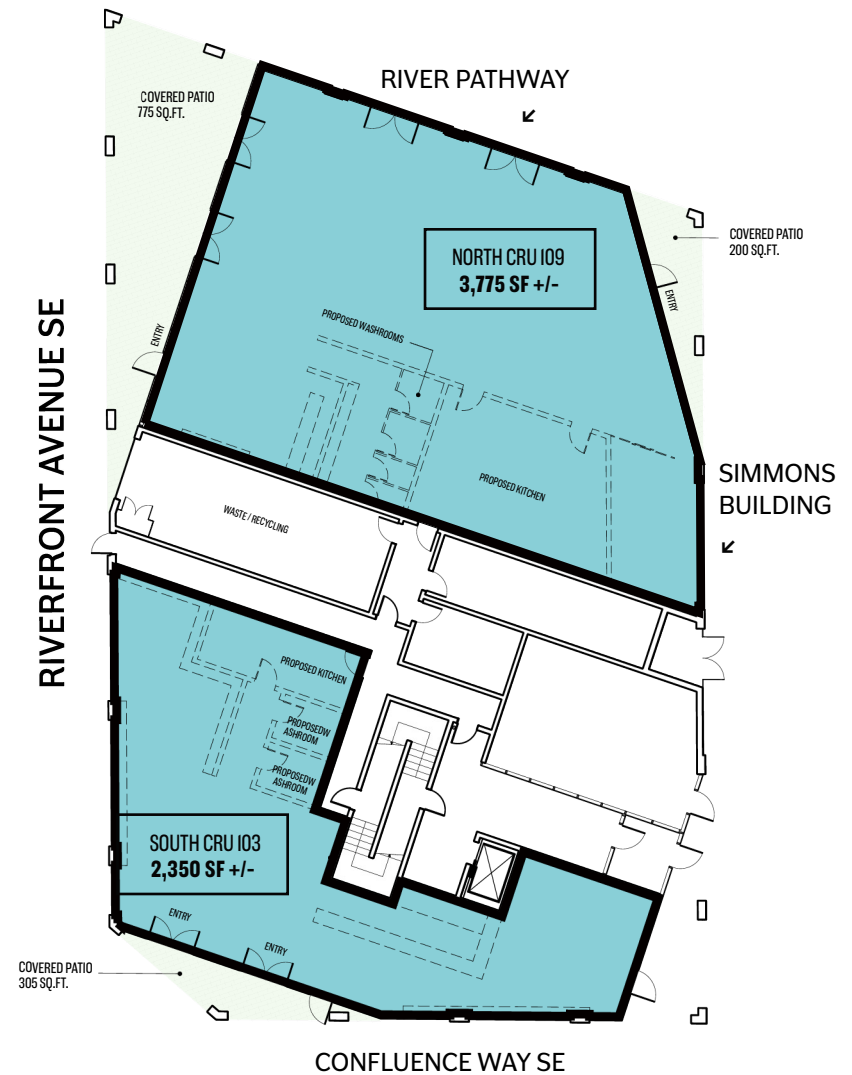 RIVER PATHWAY
COVERED PATIO
775 SQ.FT.
NORTH CRU 109
3,775 SF +/-
COVERED PATIO
200 SQ.FT.
ENTRY
PROPOSED WASHROOMS
ENTRY
RIVERFRONT AVENUE SE
SIMMONS
BUILDING
PROPOSED KITCHEN
WASTE / RECYCLING
PROPOSED KITCHEN
PROPOSEDW
ASHROOM
PROPOSEDW
ASHROOM
SOUTH CRU 103
2,350 SF +/-
ENTRY
ENTRY
COVERED PATIO
305 SQ.FT.
CONFLUENCE WAY SE